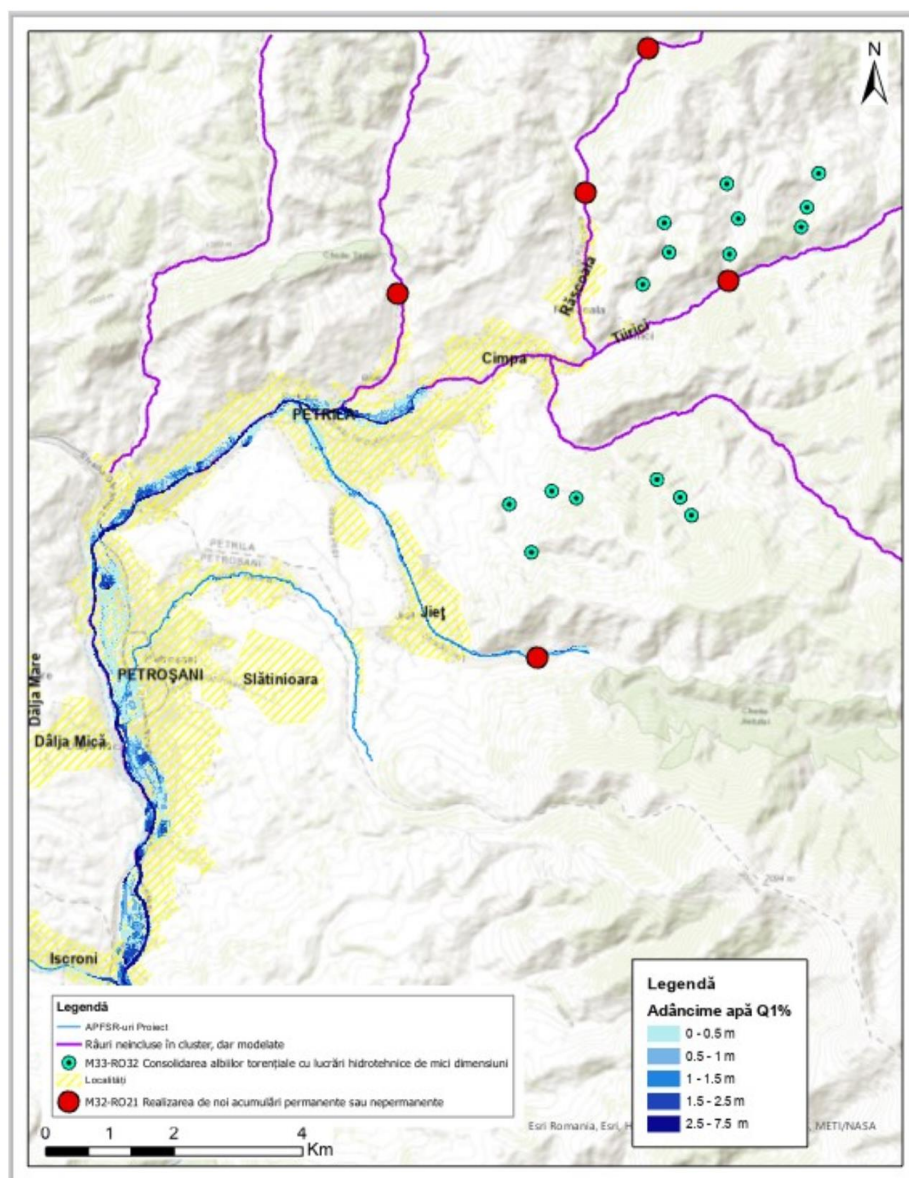 N
Răscoala
Tirici
Cimpa
PETRILA
PETRILA
PETROȘANI
Jieţ
PETROŞANI
Slătinioara
Dâlja Mare
Dâlja Mică
2094 m
Iscroni
Legendă
APFSR-uri Proiect
Râuri neincluse în cluster, dar modelate
M33-RO32 Consolidarea albiilor torenţiale cu lucrări hidrotehnice de mici dimensiuni
Localităţi
M32-RO21 Realizarea de noi acumulări permanente sau nepermanente
Legendă
Adâncime apă Q1%
0 - 0.5 m
0.5 - 1 m
1 - 1.5 m
1.5 - 2.5 m
2.5 - 7.5 m
Esri Romania, Esri, H
, METI/NASA
0 1 2 4
Km